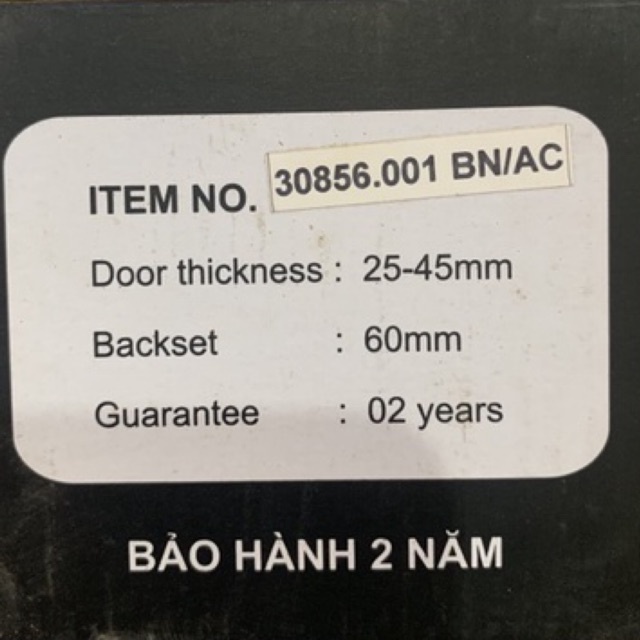 ITEM NO. 30856.001 BN/AC
Door thickness : 25-45mm
Backset : 60mm
Guarantee : 02 years
BẢO HÀNH 2 NĂM